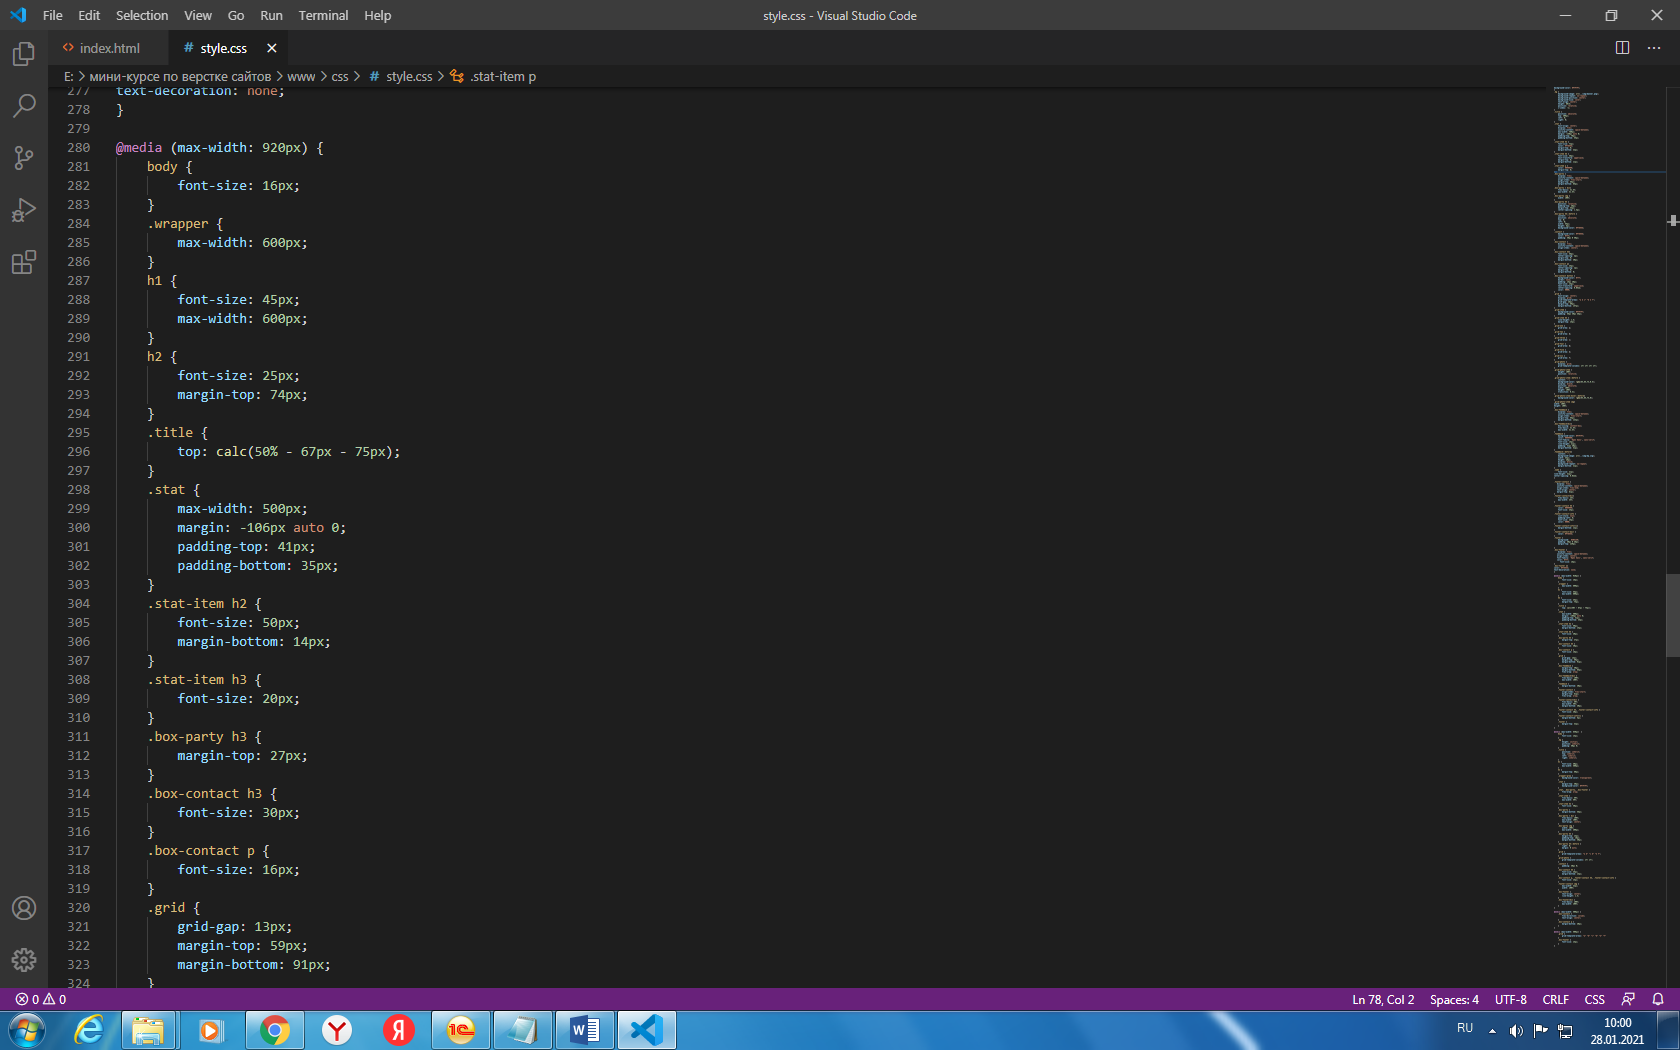 File Edit Selection View Go Run Terminal Help
style.css - Visual Studio Code
index.html
# style.css
E: > мини-курсе по верстке сайтов > www > css > # style.css > .stat-item p
277 text-decoration: none;
278 }
279
280 @media (max-width: 920px) {
281 body {
282 font-size: 16px;
283 }
284 .wrapper {
285 max-width: 600px;
286 }
287 h1 {
288 font-size: 45px;
289 max-width: 600px;
290 }
291 h2 {
292 font-size: 25px;
293 margin-top: 74px;
294 }
295 .title {
296 top: calc(50% - 67px - 75px);
297 }
298 .stat {
299 max-width: 500px;
300 margin: -106px auto 0;
301 padding-top: 41px;
302 padding-bottom: 35px;
303 }
304 .stat-item h2 {
305 font-size: 50px;
306 margin-bottom: 14px;
307 }
308 .stat-item h3 {
309 font-size: 20px;
310 }
311 .box-party h3 {
312 margin-top: 27px;
313 }
314 .box-contact h3 {
315 font-size: 30px;
316 }
317 .box-contact p {
318 font-size: 16px;
319 }
320 .grid {
321 grid-gap: 13px;
322 margin-top: 59px;
323 margin-bottom: 91px;
324 }
0 0
Ln 78, Col 2 Spaces: 4 UTF-8 CRLF CSS
RU
10:00
28.01.2021